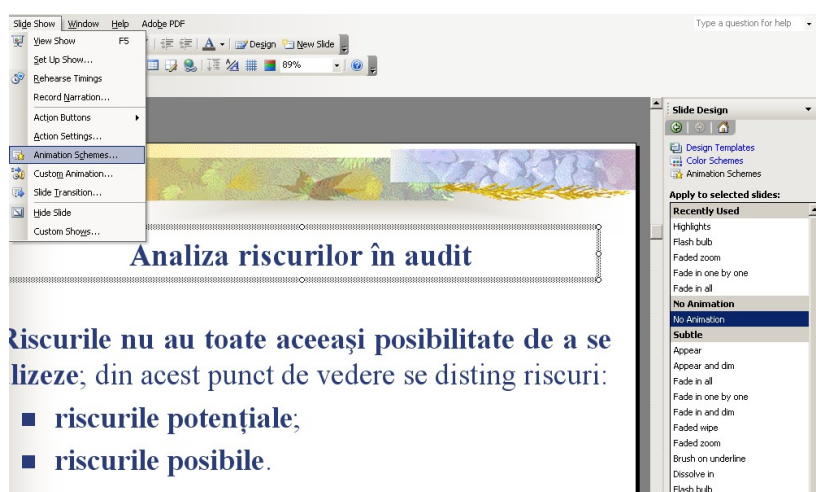 Slide Show Window Help Adobe PDF
Type a question for help
View Show F5
Design New Slide
Set Up Show...
89%
Rehearse Timings
Record Narration...
Action Buttons
Action Settings...
Animation Schemes...
Custom Animation...
Slide Transition...
Hide Slide
Custom Shows...
Analiza riscurilor în audit
Riscurile nu au toate aceeaşi posibilitate de a se
lizeze; din acest punct de vedere se disting riscuri:
riscurile potenţiale;
riscurile posibile.
Slide Design
Design Templates
Color Schemes
Animation Schemes
Apply to selected slides:
Recently Used
Highlights
Flash bulb
Faded zoom
Fade in one by one
Fade in all
No Animation
No Animation
Subtle
Appear
Appear and dim
Fade in all
Fade in one by one
Fade in and dim
Faded wipe
Faded zoom
Brush on underline
Dissolve in
Flash bulb